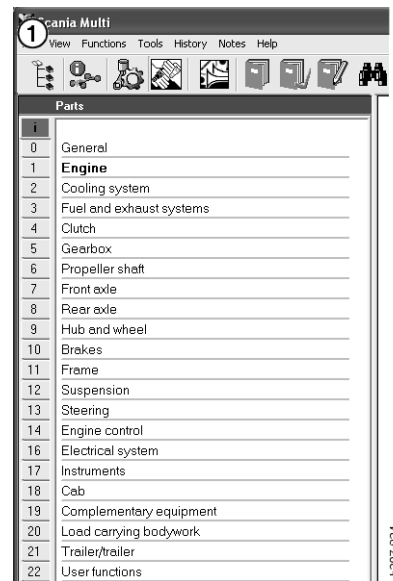 Scania Multi
1
View Functions Tools History Notes Help
Parts
i
0 General
1 Engine
2 Cooling system
3 Fuel and exhaust systems
4 Clutch
5 Gearbox
6 Propeller shaft
7 Front axle
8 Rear axle
9 Hub and wheel
10 Brakes
11 Frame
12 Suspension
13 Steering
14 Engine control
16 Electrical system
17 Instruments
18 Cab
19 Complementary equipment
20 Load carrying bodywork
21 Trailer/trailer
22 User functions